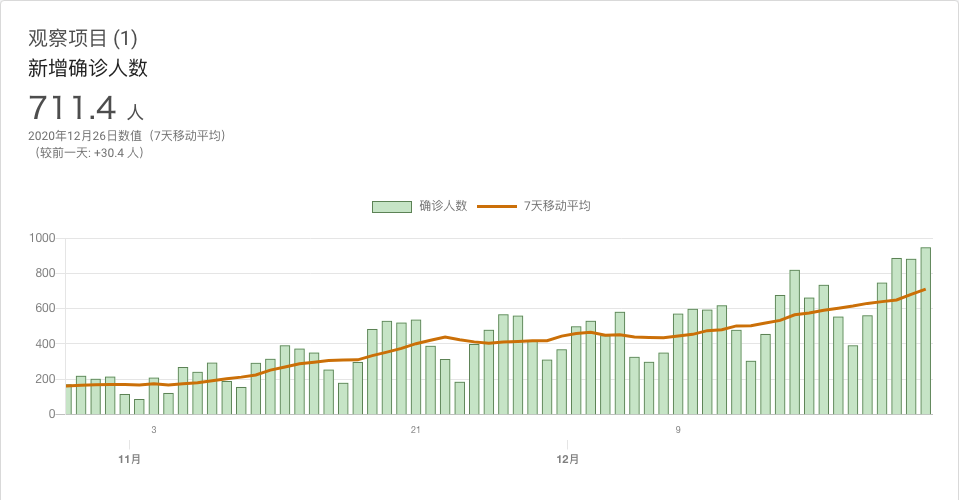 观察项目 (1)
新增确诊人数
711.4 人
2020年12月26日数值（7天移动平均）
（较前一天: +30.4 人）
确诊人数 7天移动平均
1000
800
600
400
200
0
3 21 9
11月 12月